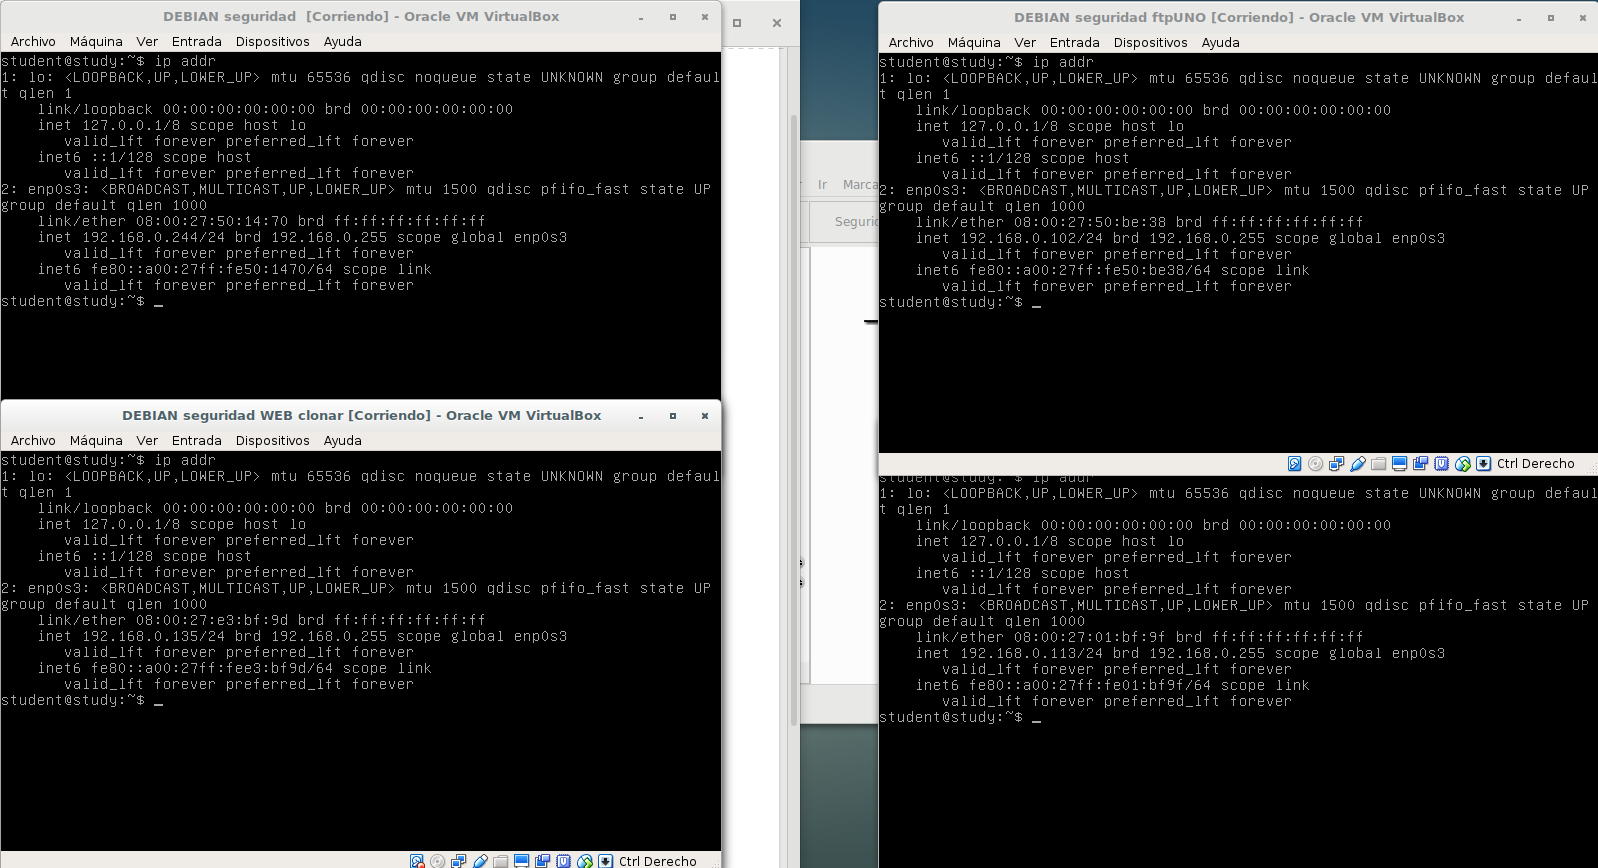 DEBIAN seguridad  [Corriendo] - Oracle VM VirtualBox
Archivo Máquina Ver Entrada Dispositivos Ayuda
student@study:~$ ip addr
1: lo: <LOOPBACK,UP,LOWER_UP> mtu 65536 qdisc noqueue state UNKNOWN group defaul
t qlen 1
    link/loopback 00:00:00:00:00:00 brd 00:00:00:00:00:00
    inet 127.0.0.1/8 scope host lo
       valid_lft forever preferred_lft forever
    inet6 ::1/128 scope host
       valid_lft forever preferred_lft forever
2: enp0s3: <BROADCAST,MULTICAST,UP,LOWER_UP> mtu 1500 qdisc pfifo_fast state UP
group default qlen 1000
    link/ether 08:00:27:50:14:70 brd ff:ff:ff:ff:ff:ff
    inet 192.168.0.244/24 brd 192.168.0.255 scope global enp0s3
       valid_lft forever preferred_lft forever
    inet6 fe80::a00:27ff:fe50:1470/64 scope link
       valid_lft forever preferred_lft forever
student@study:~$ _
DEBIAN seguridad WEB clonar [Corriendo] - Oracle VM VirtualBox
Archivo Máquina Ver Entrada Dispositivos Ayuda
student@study:~$ ip addr
1: lo: <LOOPBACK,UP,LOWER_UP> mtu 65536 qdisc noqueue state UNKNOWN group defaul
t qlen 1
    link/loopback 00:00:00:00:00:00 brd 00:00:00:00:00:00
    inet 127.0.0.1/8 scope host lo
       valid_lft forever preferred_lft forever
    inet6 ::1/128 scope host
       valid_lft forever preferred_lft forever
2: enp0s3: <BROADCAST,MULTICAST,UP,LOWER_UP> mtu 1500 qdisc pfifo_fast state UP
group default qlen 1000
    link/ether 08:00:27:e3:bf:9d brd ff:ff:ff:ff:ff:ff
    inet 192.168.0.135/24 brd 192.168.0.255 scope global enp0s3
       valid_lft forever preferred_lft forever
    inet6 fe80::a00:27ff:fee3:bf9d/64 scope link
       valid_lft forever preferred_lft forever
student@study:~$ _
Ctrl Derecho
Ir Marca
Seguri
DEBIAN seguridad ftpUNO [Corriendo] - Oracle VM VirtualBox
Archivo Máquina Ver Entrada Dispositivos Ayuda
student@study:~$ ip addr
1: lo: <LOOPBACK,UP,LOWER_UP> mtu 65536 qdisc noqueue state UNKNOWN group defaul
t qlen 1
    link/loopback 00:00:00:00:00:00 brd 00:00:00:00:00:00
    inet 127.0.0.1/8 scope host lo
       valid_lft forever preferred_lft forever
    inet6 ::1/128 scope host
       valid_lft forever preferred_lft forever
2: enp0s3: <BROADCAST,MULTICAST,UP,LOWER_UP> mtu 1500 qdisc pfifo_fast state UP
group default qlen 1000
    link/ether 08:00:27:50:be:38 brd ff:ff:ff:ff:ff:ff
    inet 192.168.0.102/24 brd 192.168.0.255 scope global enp0s3
       valid_lft forever preferred_lft forever
    inet6 fe80::a00:27ff:fe50:be38/64 scope link
       valid_lft forever preferred_lft forever
student@study:~$ _
Ctrl Derecho
student@study:~$ ip addr
1: lo: <LOOPBACK,UP,LOWER_UP> mtu 65536 qdisc noqueue state UNKNOWN group defaul
t qlen 1
    link/loopback 00:00:00:00:00:00 brd 00:00:00:00:00:00
    inet 127.0.0.1/8 scope host lo
       valid_lft forever preferred_lft forever
    inet6 ::1/128 scope host
       valid_lft forever preferred_lft forever
2: enp0s3: <BROADCAST,MULTICAST,UP,LOWER_UP> mtu 1500 qdisc pfifo_fast state UP
group default qlen 1000
    link/ether 08:00:27:01:bf:9f brd ff:ff:ff:ff:ff:ff
    inet 192.168.0.113/24 brd 192.168.0.255 scope global enp0s3
       valid_lft forever preferred_lft forever
    inet6 fe80::a00:27ff:fe01:bf9f/64 scope link
       valid_lft forever preferred_lft forever
student@study:~$ _